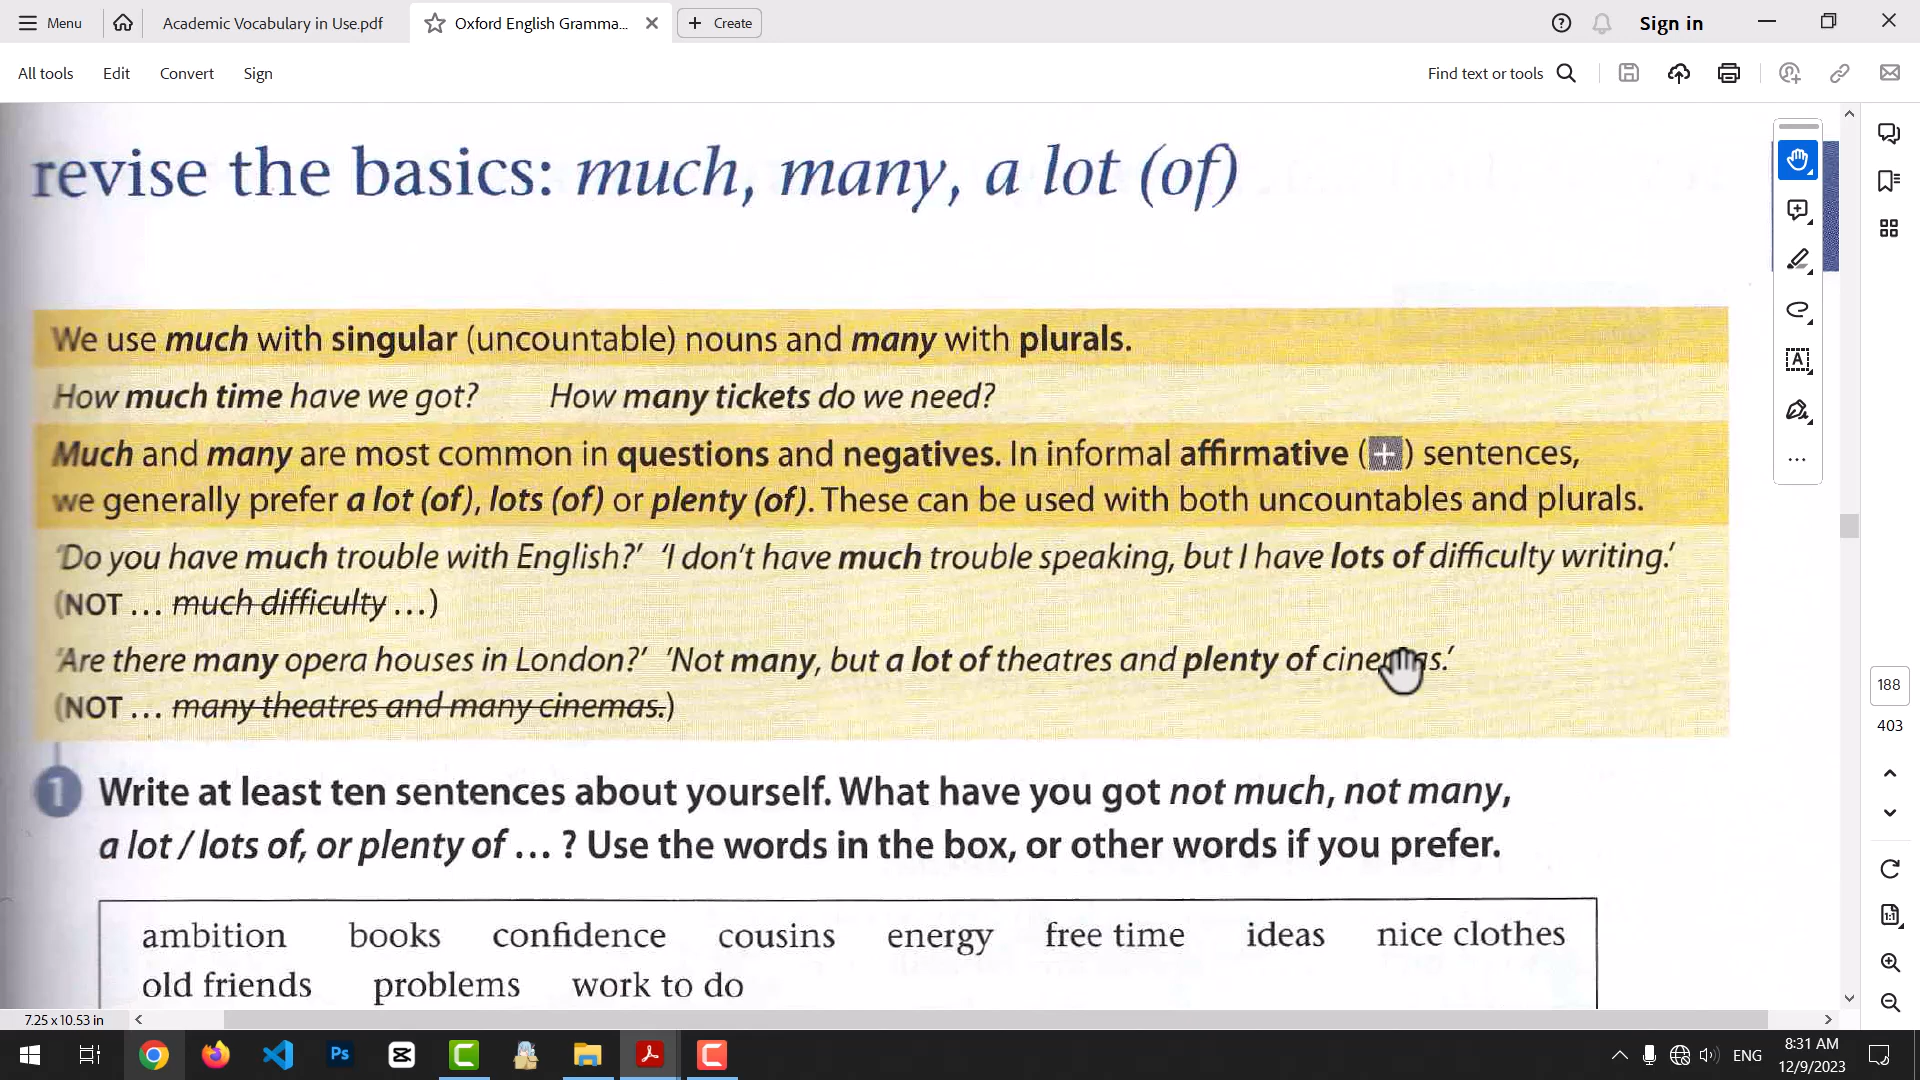 Menu
Academic Vocabulary in Use.pdf
Oxford English Gramma...
Create
Sign in
All tools
Edit
Convert
Sign
Find text or tools
revise the basics: much, many, a lot (of)
We use much with singular (uncountable) nouns and many with plurals.
How much time have we got? How many tickets do we need?
Much and many are most common in questions and negatives. In informal affirmative (+) sentences,
we generally prefer a lot (of), lots (of) or plenty (of). These can be used with both uncountables and plurals.
'Do you have much trouble with English?' 'I don't have much trouble speaking, but I have lots of difficulty writing.'
(NOT … much difficulty …)
'Are there many opera houses in London?' 'Not many, but a lot of theatres and plenty of cinemas.'
(NOT … many theatres and many cinemas.)
1 Write at least ten sentences about yourself. What have you got not much, not many,
a lot / lots of, or plenty of … ? Use the words in the box, or other words if you prefer.
ambition books confidence cousins energy free time ideas nice clothes
old friends problems work to do
188
403
7.25 x 10.53 in
Ps
ENG
8:31 AM
12/9/2023